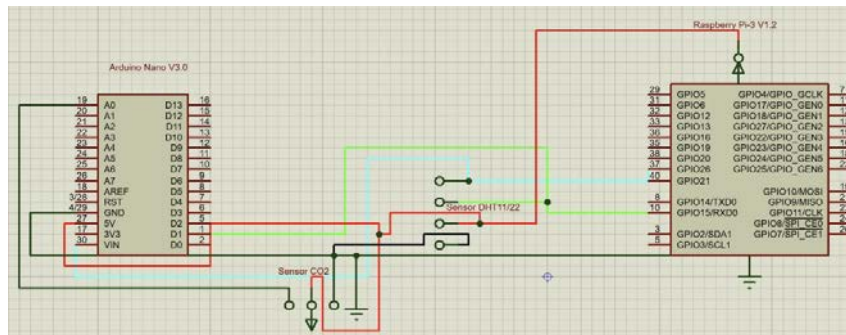 Raspberry Pi-3 V1.2
Arduino Nano V3.0
19 A0 D13 16
20 A1 D12 15
21 A2 D11 14
22 A3 D10 13
23 A4 D9 12
24 A5 D8 11
25 A6 D7 10
26 A7 D6 9
18 AREF D5 8
3/28 RST D4 7
4/29 GND D3 6
27 5V D2 5
17 3V3 D1 1
30 VIN D0 2
29 GPIO5 GPIO4/GPIO_GCLK 7
31 GPIO6 GPIO17/GPIO_GEN0
32 GPIO12 GPIO18/GPIO_GEN1
33 GPIO13 GPIO27/GPIO_GEN2
36 GPIO16 GPIO22/GPIO_GEN3
35 GPIO19 GPIO23/GPIO_GEN4
38 GPIO20 GPIO24/GPIO_GEN5
37 GPIO26 GPIO25/GPIO_GEN6
40 GPIO21
GPIO10/MOSI
8 GPIO14/TXD0 GPIO9/MISO
10 GPIO15/RXD0 GPIO11/CLK
GPIO8/SPI_CE0
3 GPIO2/SDA1 GPIO7/SPI_CE1
5 GPIO3/SCL1
Sensor DHT11/22
Sensor CO2